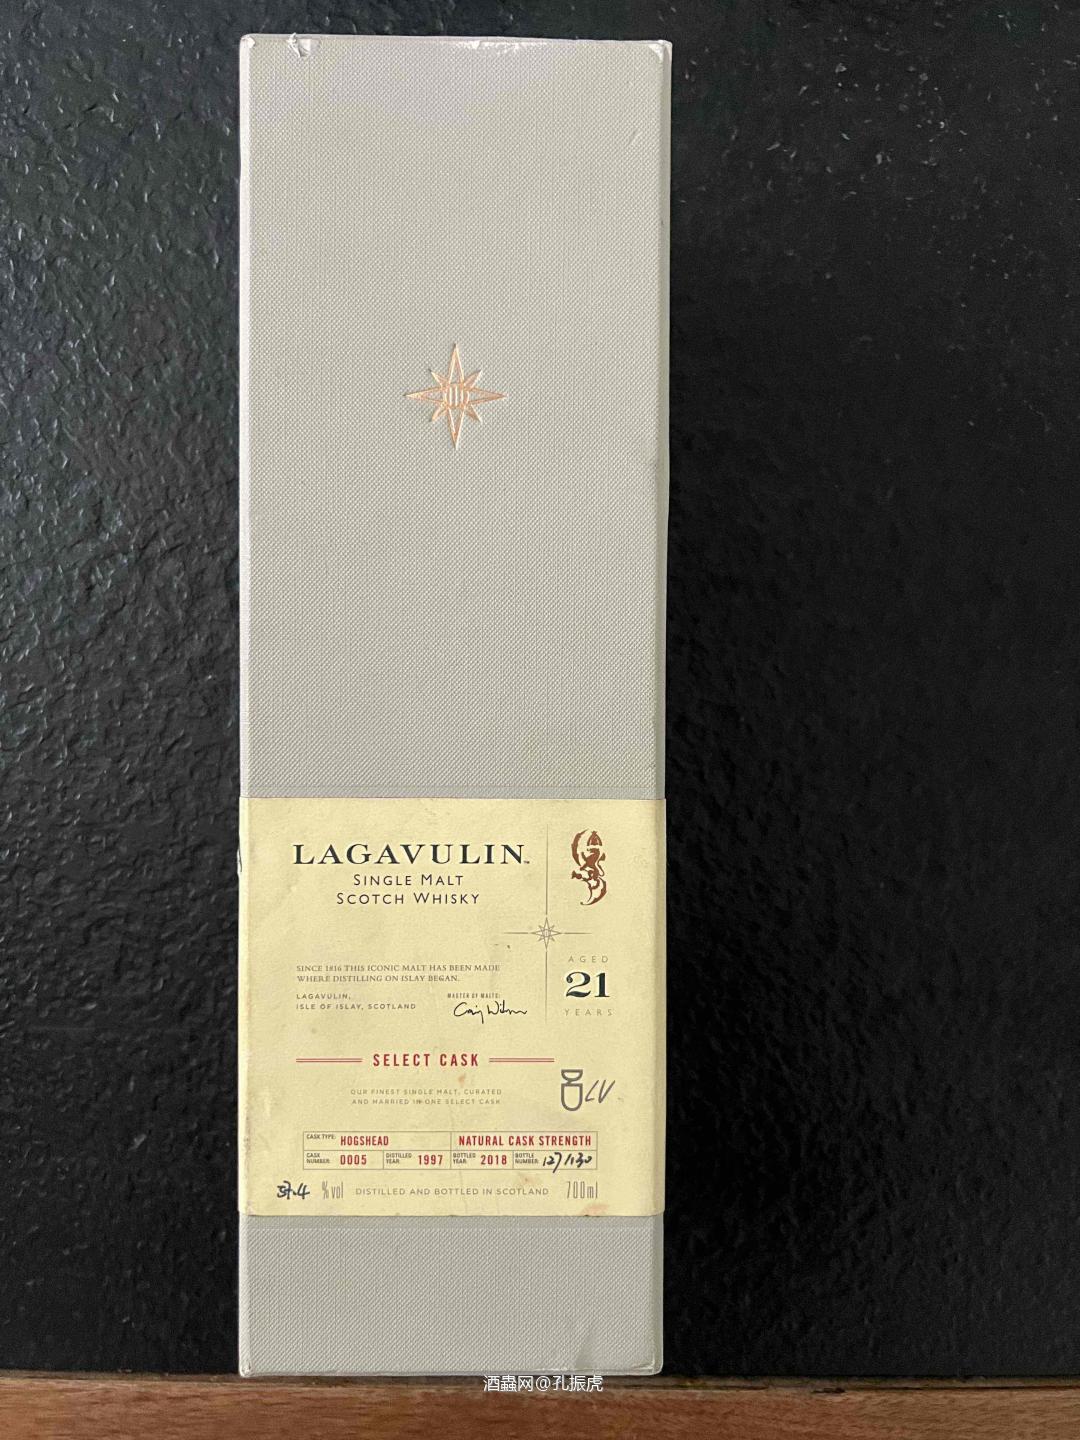 LAGAVULIN™
SINGLE MALT
SCOTCH WHISKY
SINCE 1816 THIS ICONIC MALT HAS BEEN MADE
WHERE DISTILLING ON ISLAY BEGAN.
LAGAVULIN,
ISLE OF ISLAY, SCOTLAND
MASTER OF MALTS:
AGED
21
YEARS
SELECT CASK
OUR FINEST SINGLE MALT, CURATED
AND MARRIED IN ONE SELECT CASK
LV
CASK TYPE: HOGSHEAD NATURAL CASK STRENGTH
CASK NUMBER: 0005 DISTILLED YEAR: 1997 BOTTLED YEAR: 2018 BOTTLE NUMBER: 127/130
%vol DISTILLED AND BOTTLED IN SCOTLAND 700ml
酒蟲网@孔振虎